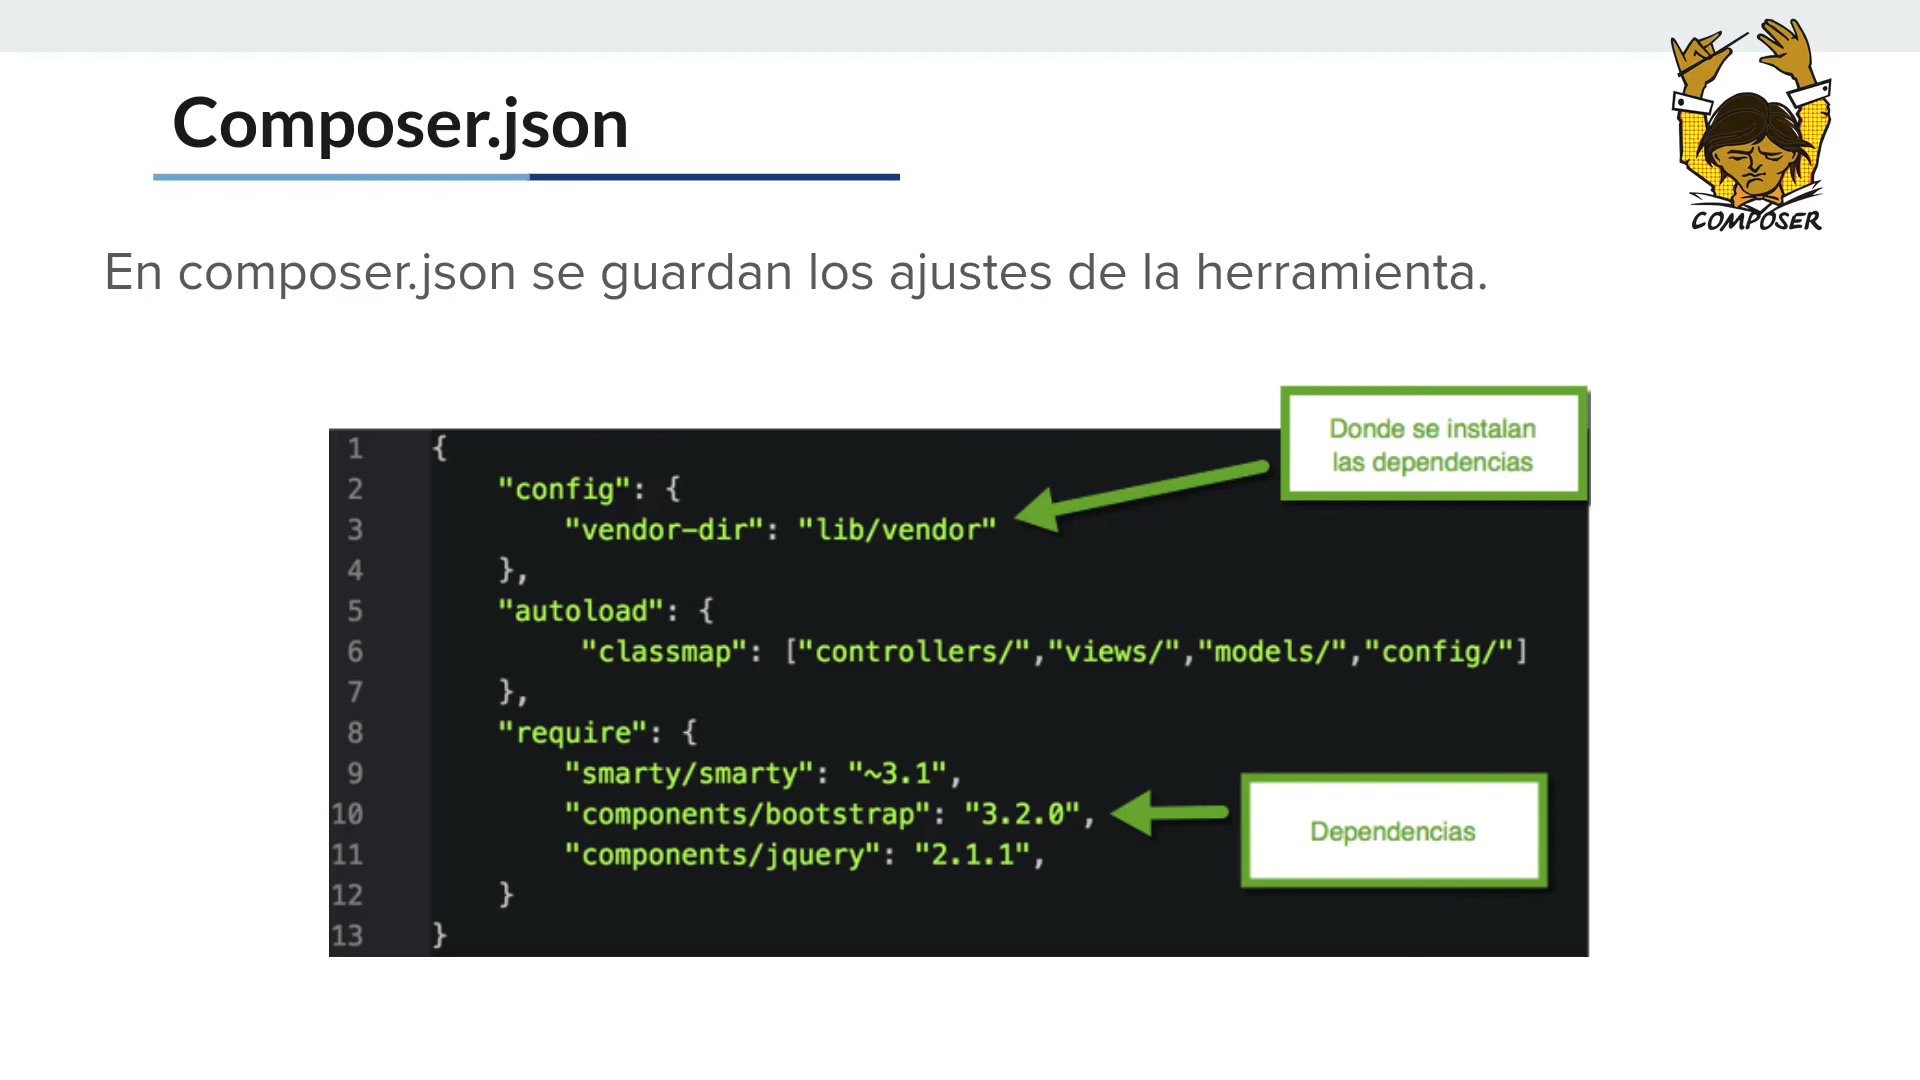 Composer.json
COMPOSER
En composer.json se guardan los ajustes de la herramienta.
Donde se instalan
las dependencias
1 {
2 "config": {
3 "vendor-dir": "lib/vendor"
4 },
5 "autoload": {
6 "classmap": ["controllers/","views/","models/","config/"]
7 },
8 "require": {
9 "smarty/smarty": "~3.1",
10 "components/bootstrap": "3.2.0",
Dependencias
11 "components/jquery": "2.1.1",
12 }
13 }